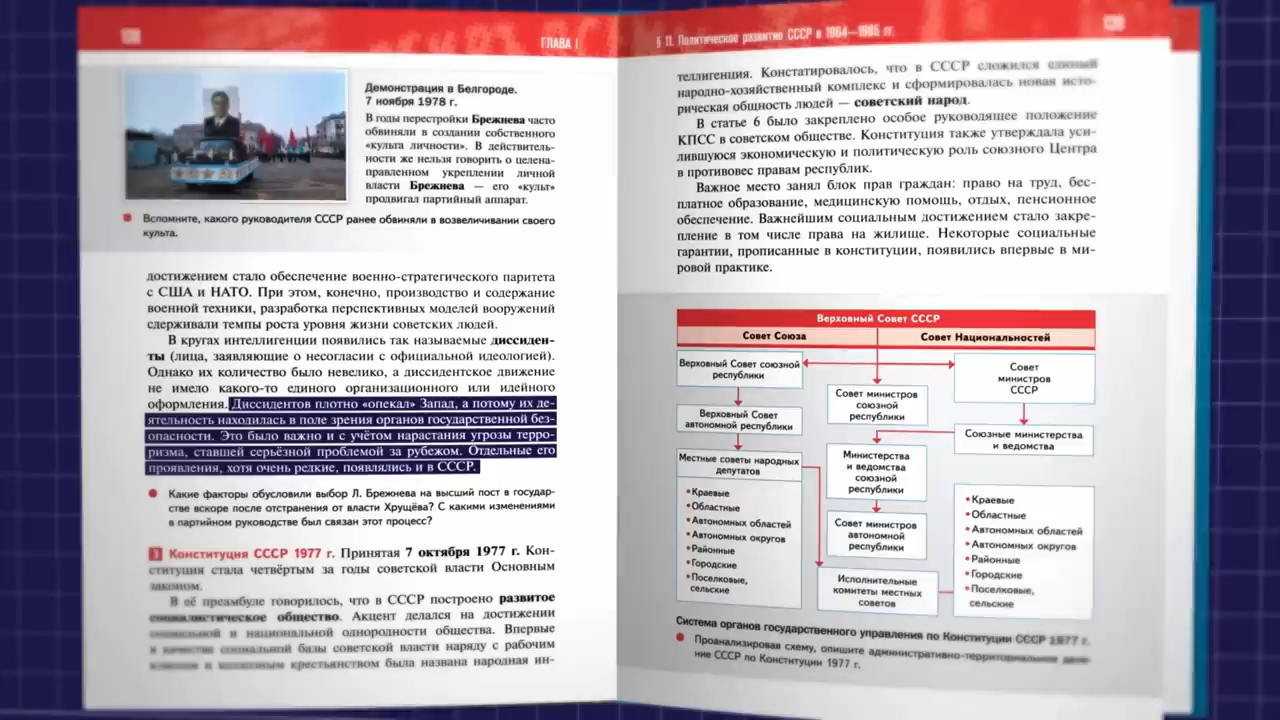 ГЛАВА I
Демонстрация в Белгороде.
7 ноября 1978 г.
В годы перестройки Брежнева часто
обвиняли в создании собственного
«культа личности». В действитель-
ности же нельзя говорить о целена-
правленном укреплении личной
власти Брежнева — его «культ»
продвигал партийный аппарат.
Вспомните, какого руководителя СССР ранее обвиняли в возвеличивании своего
культа.
достижением стало обеспечение военно-стратегического паритета
с США и НАТО. При этом, конечно, производство и содержание
военной техники, разработка перспективных моделей вооружений
сдерживали темпы роста уровня жизни советских людей.
В кругах интеллигенции появились так называемые диссиден-
ты (лица, заявляющие о несогласии с официальной идеологией).
Однако их количество было невелико, а диссидентское движение
не имело какого-то единого организационного или идейного
оформления. Диссидентов плотно «опекал» Запад, а потому их де-
ятельность находилась в поле зрения органов государственной без-
опасности. Это было важно и с учётом нарастания угрозы терро-
ризма, ставшей серьёзной проблемой за рубежом. Отдельные его
проявления, хотя очень редкие, появлялись и в СССР.
Какие факторы обусловили выбор Л. Брежнева на высший пост в государ-
стве вскоре после отстранения от власти Хрущёва? С какими изменениями
в партийном руководстве был связан этот процесс?
3 Конституция СССР 1977 г. Принятая 7 октября 1977 г. Кон-
ституция стала четвёртым за годы советской власти Основным
законом.
В её преамбуле говорилось, что в СССР построено развитое
социалистическое общество. Акцент делался на достижении
социальной и национальной однородности общества. Впервые
в качестве социальной базы советской власти наряду с рабочим
классом и колхозным крестьянством была названа народная ин-
§ 11. Политическое развитие СССР в 1964—1985 гг.
теллигенция. Констатировалось, что в СССР сложился единый
народно-хозяйственный комплекс и сформировалась новая исто-
рическая общность людей — советский народ.
В статье 6 было закреплено особое руководящее положение
КПСС в советском обществе. Конституция также утверждала уси-
лившуюся экономическую и политическую роль союзного Центра
в противовес правам республик.
Важное место занял блок прав граждан: право на труд, бес-
платное образование, медицинскую помощь, отдых, пенсионное
обеспечение. Важнейшим социальным достижением стало закре-
пление в том числе права на жилище. Некоторые социальные
гарантии, прописанные в конституции, появились впервые в ми-
ровой практике.
Верховный Совет СССР
Совет Союза
Совет Национальностей
Верховный Совет союзной
республики
Верховный Совет
автономной республики
Местные советы народных
депутатов
• Краевые
• Областные
• Автономных областей
• Автономных округов
• Районные
• Городские
• Поселковые,
сельские
Совет министров
союзной
республики
Министерства
и ведомства
союзной
республики
Совет министров
автономной
республики
Исполнительные
комитеты местных
советов
Совет
министров
СССР
Союзные министерства
и ведомства
• Краевые
• Областные
• Автономных областей
• Автономных округов
• Районные
• Городские
• Поселковые,
сельские
Система органов государственного управления по Конституции СССР 1977 г.
Проанализировав схему, опишите административно-территориальное деле-
ние СССР по Конституции 1977 г.